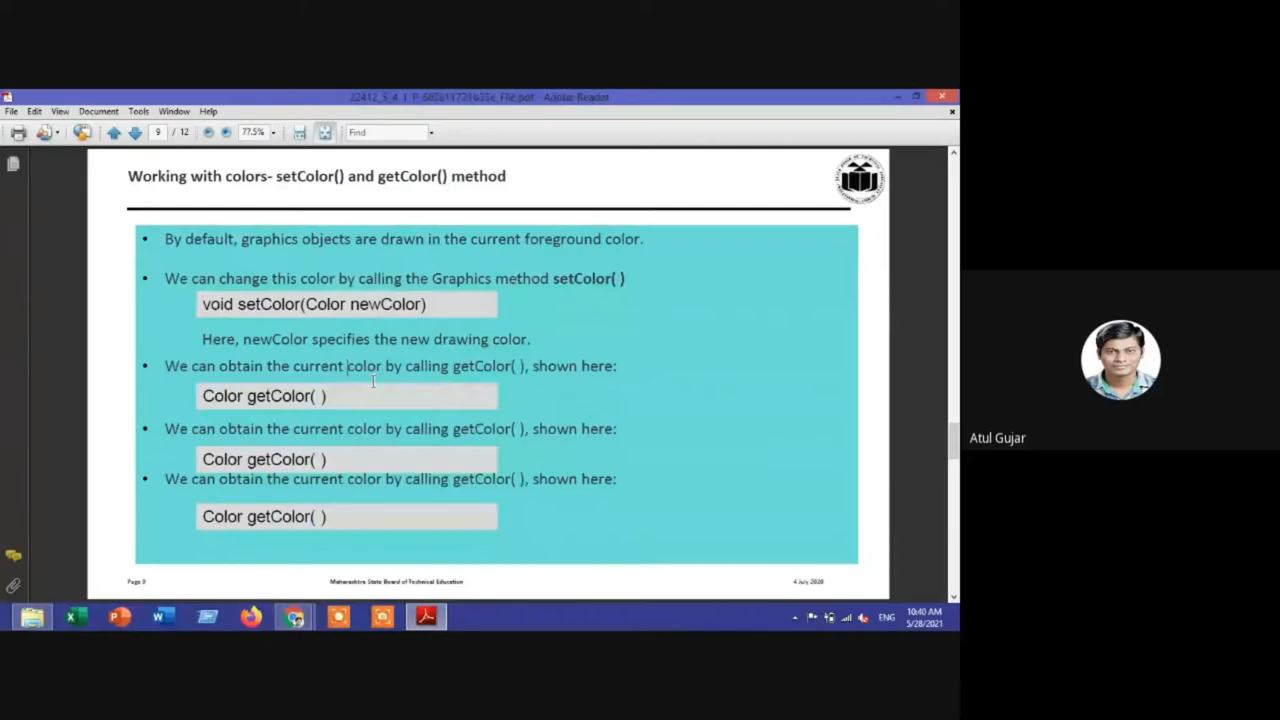 - Adobe Reader
File Edit View Document Tools Window Help
9 / 12 77.5% Find
Working with colors- setColor() and getColor() method
• By default, graphics objects are drawn in the current foreground color.
• We can change this color by calling the Graphics method setColor( )
void setColor(Color newColor)
Here, newColor specifies the new drawing color.
• We can obtain the current color by calling getColor( ), shown here:
Color getColor( )
• We can obtain the current color by calling getColor( ), shown here:
Color getColor( )
• We can obtain the current color by calling getColor( ), shown here:
Color getColor( )
Page 9 Maharashtra State Board of Technical Education 4 July 2020
Atul Gujar
ENG
10:40 AM
5/28/2021